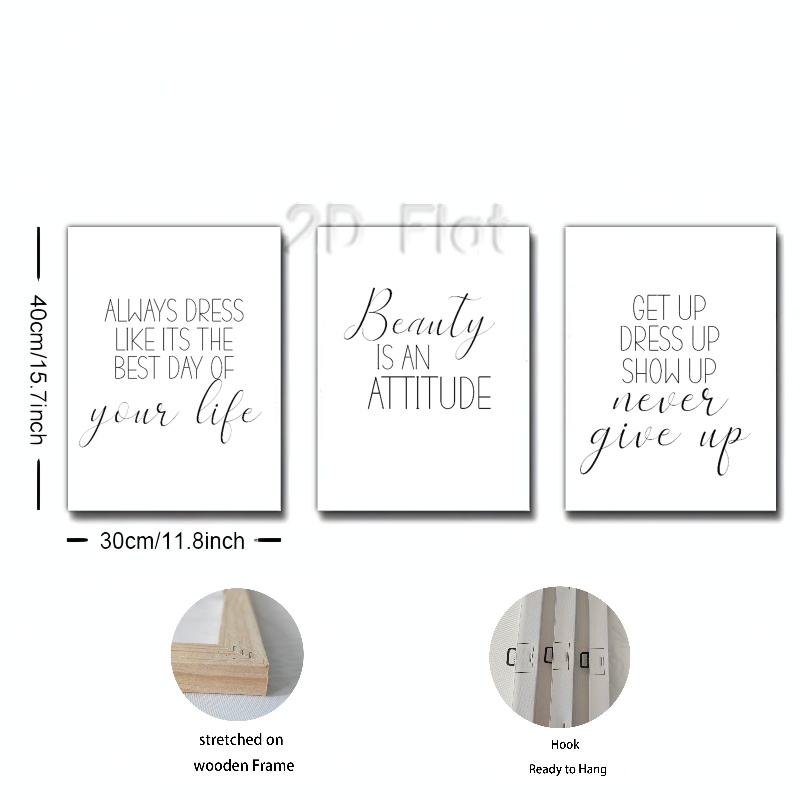 2D Flat
40cm/15.7inch
ALWAYS DRESS
LIKE ITS THE
BEST DAY OF
your life
Beauty
IS AN
ATTITUDE
GET UP
DRESS UP
SHOW UP
never
give up
30cm/11.8inch
stretched on
wooden Frame
Hook
Ready to Hang